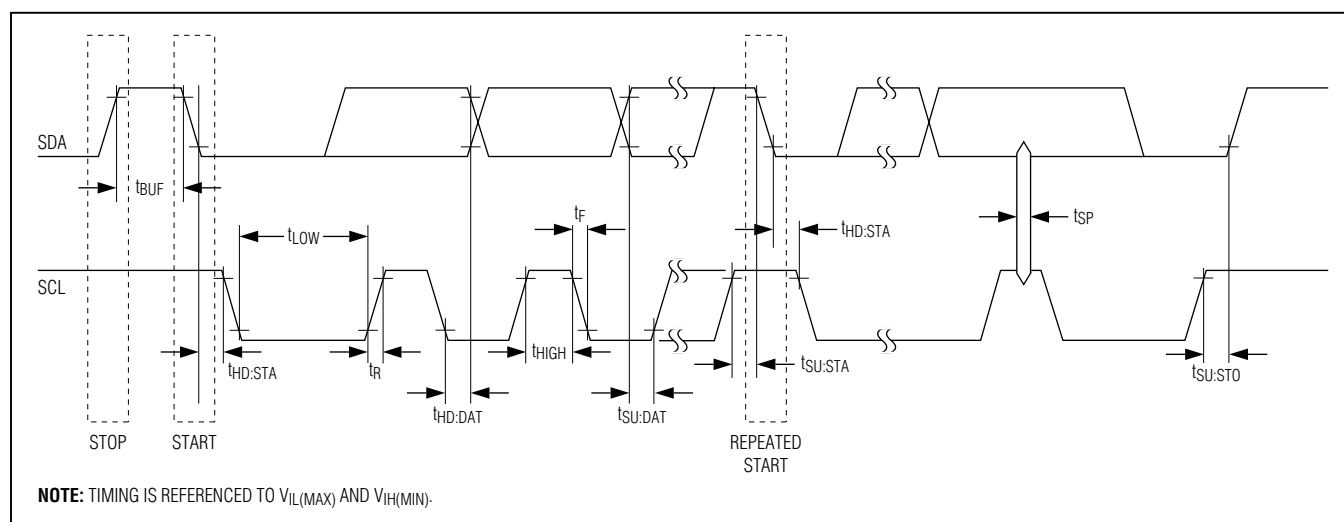 SDA
tBUF
tF
tSP
tLOW
tHD:STA
SCL
tHD:STA
tR
tHIGH
tSU:STA
tSU:STO
tHD:DAT
tSU:DAT
STOP
START
REPEATED
START
NOTE: TIMING IS REFERENCED TO VIL(MAX) AND VIH(MIN).